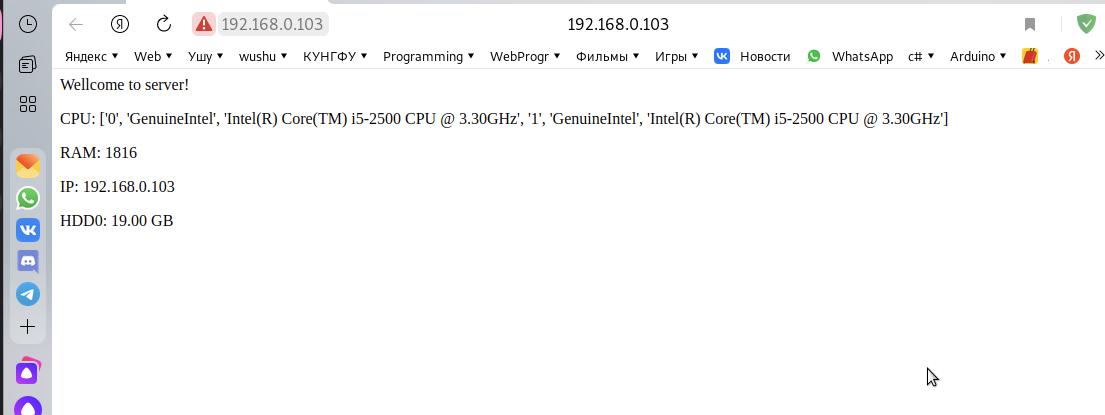 192.168.0.103
192.168.0.103
Яндекс Web Ушу wushu КУНГФУ Programming WebProgr Фильмы Игры Новости WhatsApp c# Arduino Я »
Wellcome to server!
CPU: ['0', 'GenuineIntel', 'Intel(R) Core(TM) i5-2500 CPU @ 3.30GHz', '1', 'GenuineIntel', 'Intel(R) Core(TM) i5-2500 CPU @ 3.30GHz']
RAM: 1816
IP: 192.168.0.103
HDD0: 19.00 GB